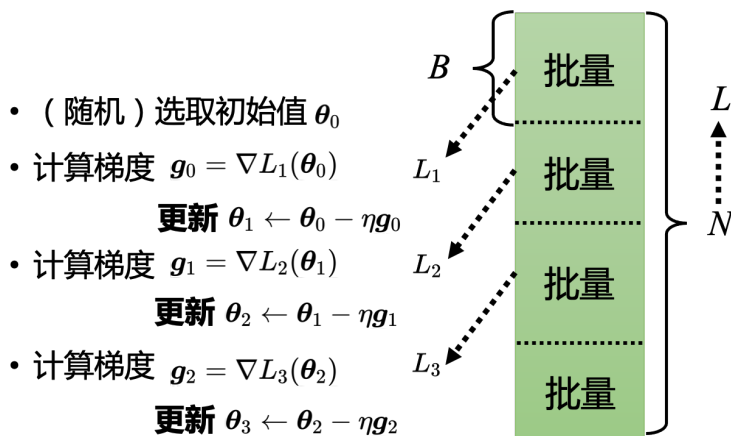 • （随机）选取初始值 θ₀
• 计算梯度 g₀ = ∇L₁(θ₀)
更新 θ₁ ← θ₀ − ηg₀
• 计算梯度 g₁ = ∇L₂(θ₁)
更新 θ₂ ← θ₁ − ηg₁
• 计算梯度 g₂ = ∇L₃(θ₂)
更新 θ₃ ← θ₂ − ηg₂
B
L₁
L₂
L₃
批量
批量
批量
批量
L
N